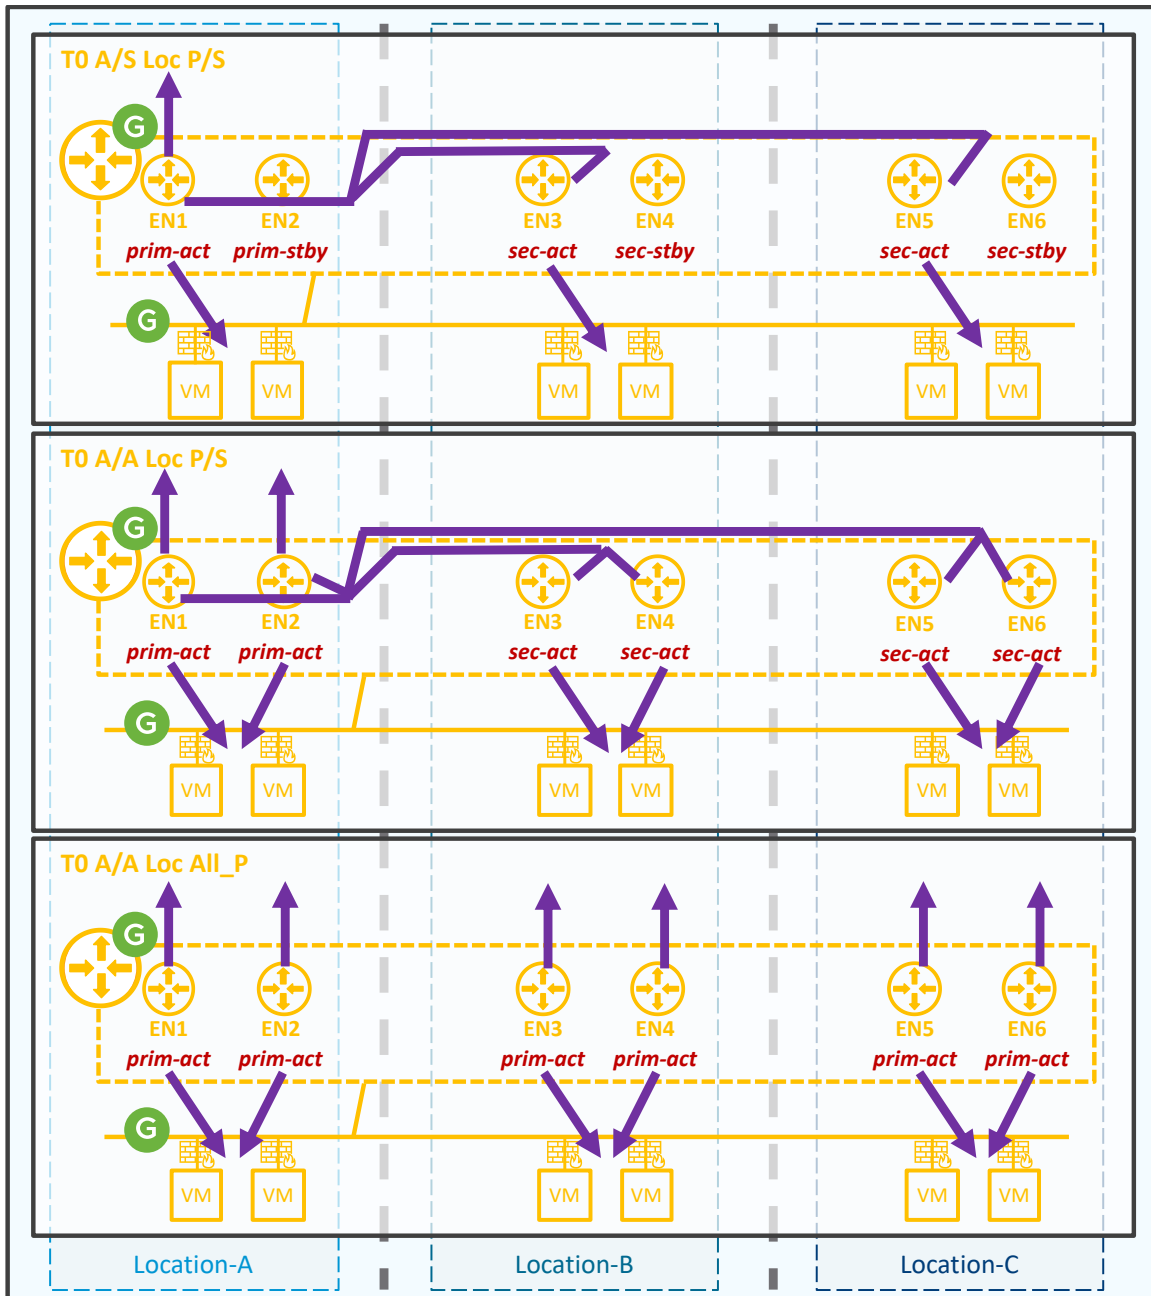 T0 A/S Loc P/S
G
EN1 EN2 EN3 EN4 EN5 EN6
prim-act prim-stby sec-act sec-stby sec-act sec-stby
G
VM VM VM VM VM VM
T0 A/A Loc P/S
G
EN1 EN2 EN3 EN4 EN5 EN6
prim-act prim-act sec-act sec-act sec-act sec-act
G
VM VM VM VM VM VM
T0 A/A Loc All_P
G
EN1 EN2 EN3 EN4 EN5 EN6
prim-act prim-act prim-act prim-act prim-act prim-act
G
VM VM VM VM VM VM
Location-A Location-B Location-C